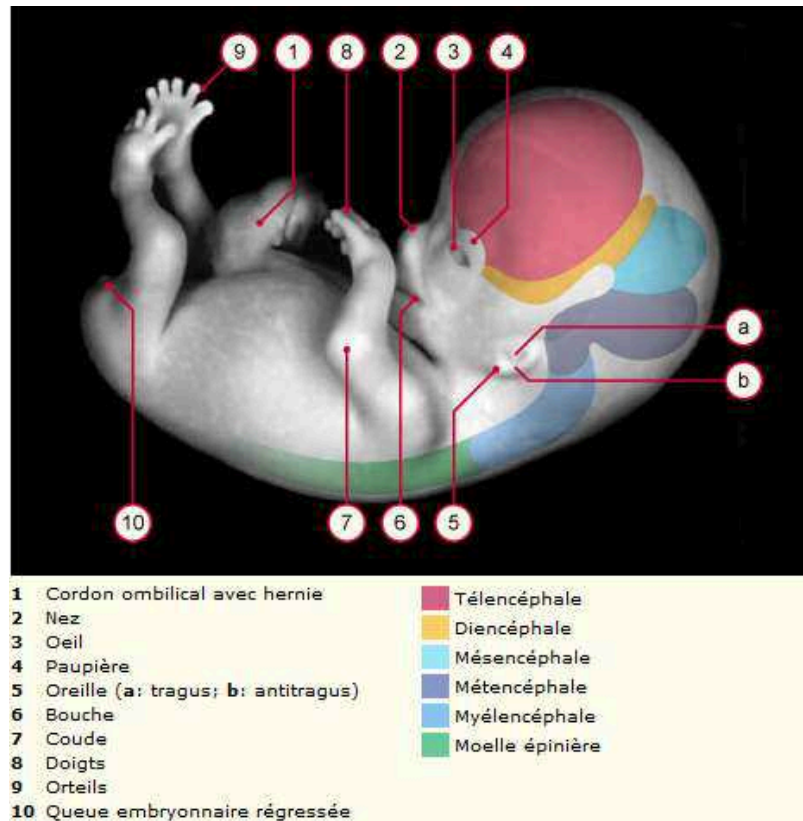 9 1 8 2 3 4
a
b
10 7 6 5
1 Cordon ombilical avec hernie
2 Nez
3 Oeil
4 Paupière
5 Oreille (a: tragus; b: antitragus)
6 Bouche
7 Coude
8 Doigts
9 Orteils
10 Queue embryonnaire régressée
Télencéphale
Diencéphale
Mésencéphale
Métencéphale
Myélencéphale
Moelle épinière